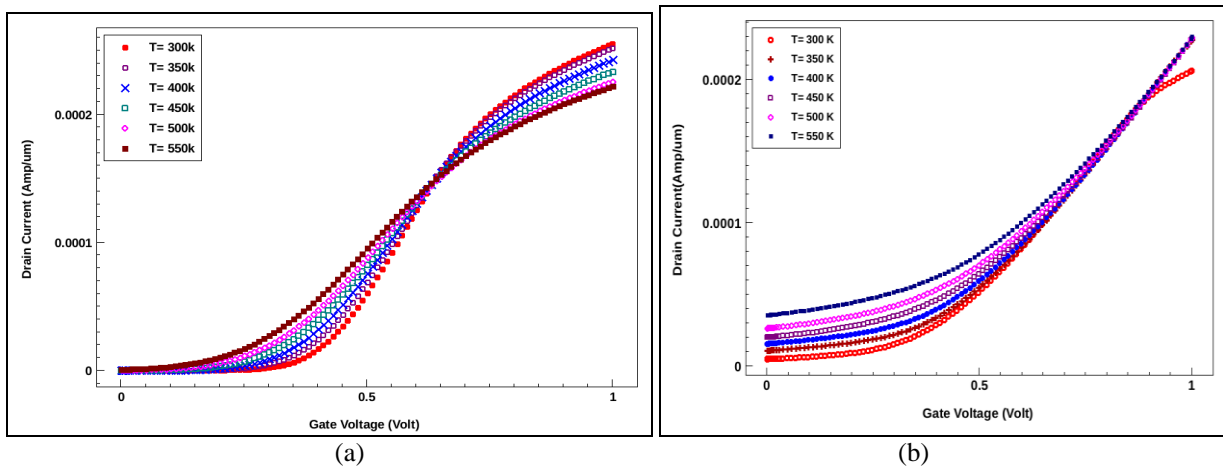 T= 300k
T= 350k
T= 400k
T= 450k
T= 500k
T= 550k
0.0002
0.0001
0
0
0.5
1
Drain Current (Amp/um)
Gate Voltage (Volt)
(a)
T= 300 K
T= 350 K
T= 400 K
T= 450 K
T= 500 K
T= 550 K
0.0002
0.0001
0
0
0.5
1
Drain Current(Amp/um)
Gate Voltage (Volt)
(b)